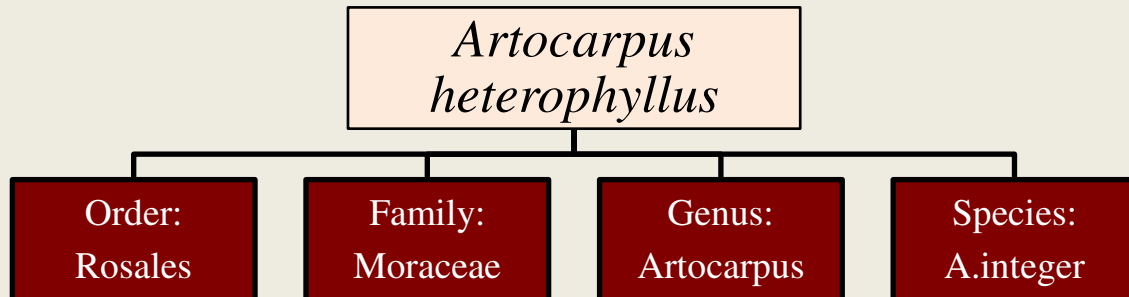 Artocarpus
heterophyllus
Order:
Rosales
Family:
Moraceae
Genus:
Artocarpus
Species:
A.integer